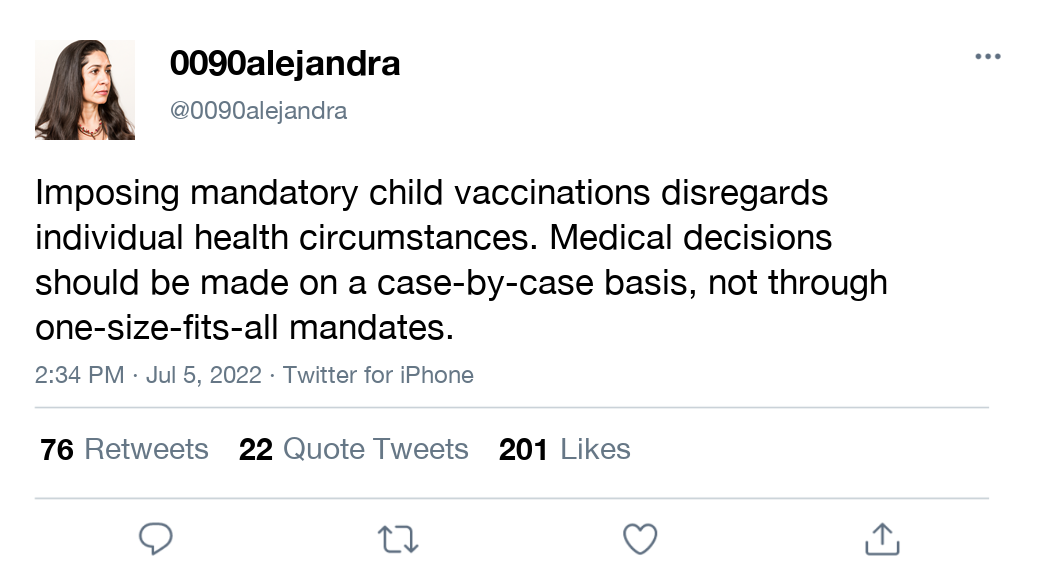 0090alejandra
@0090alejandra
Imposing mandatory child vaccinations disregards
individual health circumstances. Medical decisions
should be made on a case-by-case basis, not through
one-size-fits-all mandates.
2:34 PM · Jul 5, 2022 · Twitter for iPhone
76 Retweets 22 Quote Tweets 201 Likes